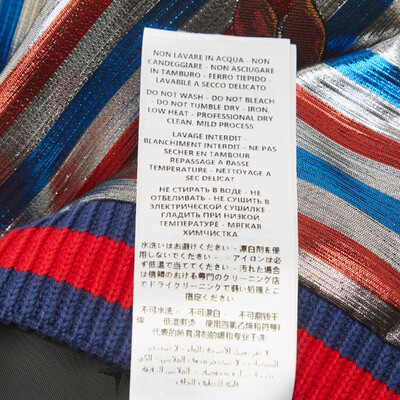 NON LAVARE IN ACQUA - NON
CANDEGGIARE - NON ASCIUGARE
IN TAMBURO - FERRO TIEPIDO -
LAVABILE A SECCO DELICATO
DO NOT WASH - DO NOT BLEACH
DO NOT TUMBLE DRY - IRON,
LOW HEAT - PROFESSIONAL DRY
CLEAN, MILD PROCESS
LAVAGE INTERDIT -
BLANCHIMENT INTERDIT - NE PAS
SECHER EN TAMBOUR -
REPASSAGE A BASSE
TEMPERATURE - NETTOYAGE A
SEC DELICAT
НЕ СТИРАТЬ В ВОДЕ - НЕ
ОТБЕЛИВАТЬ - НЕ СУШИТЬ В
ЭЛЕКТРИЧЕСКОЙ СУШИЛКЕ
ГЛАДИТЬ ПРИ НИЗКОЙ
ТЕМПЕРАТУРЕ - МЯГКАЯ
ХИМЧИСТКА
水洗いはお避けください - 漂白剤を使
用しないでください - アイロンは必
ず低温で当ててください - 汚れた場合
は信頼のおける専門のクリーニング店
でドライクリーニングで弱い処理とご
指定ください
不可水洗 - 不可漂白 - 不可翻转干
燥 - 低温熨烫 - 使用四氯乙烯和符号
代表的所有溶剂的缓和专业干洗